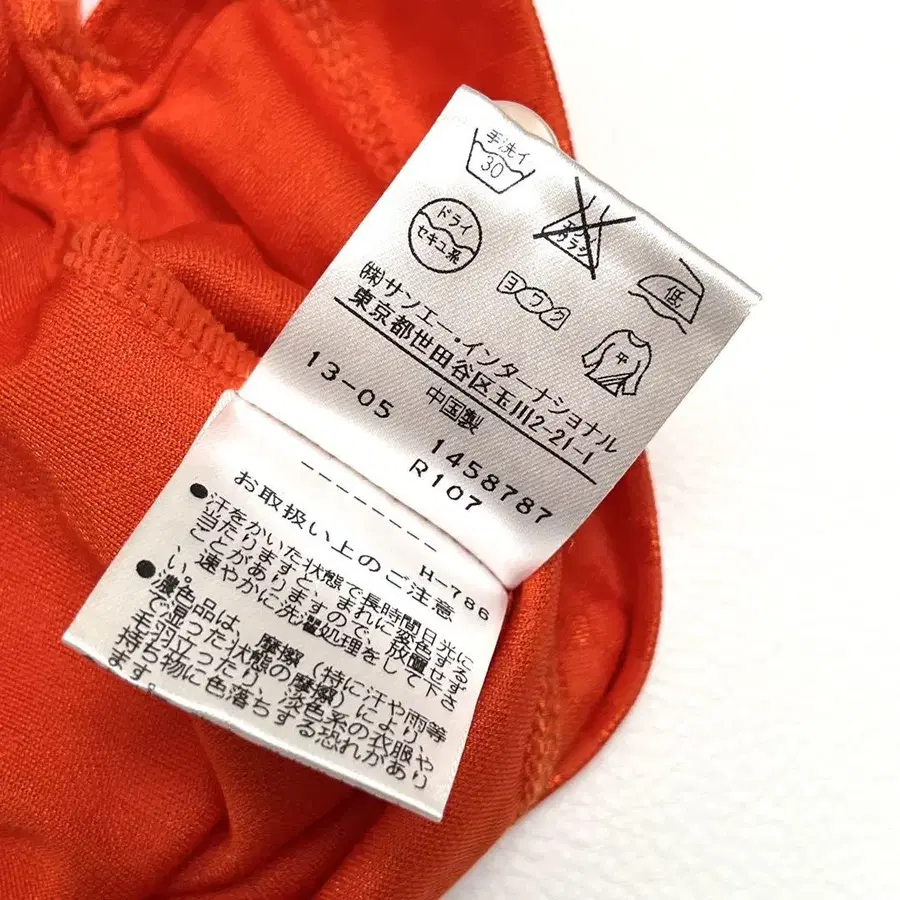 手洗イ
30
エンソ
カラシ
ドライ
セキユ系
ヨワク
低
平
(株)サンエー・インターナショナル
東京都世田谷区玉川2-21-1
中国製
13-05 1458787
R107
--------
H-786
お取扱い上のご注意
●汗をかいた状態で長時間日光に
当たりますと、まれに変色する
ことがありますので、放置せず
速やかに洗濯処理をして下さ
い。
●濃色品は、摩擦(特に汗や雨等
で湿った状態の摩擦)により、
毛羽立ったり、淡色系の衣服や
持ち物に色落ちする恐れがあり
ます。